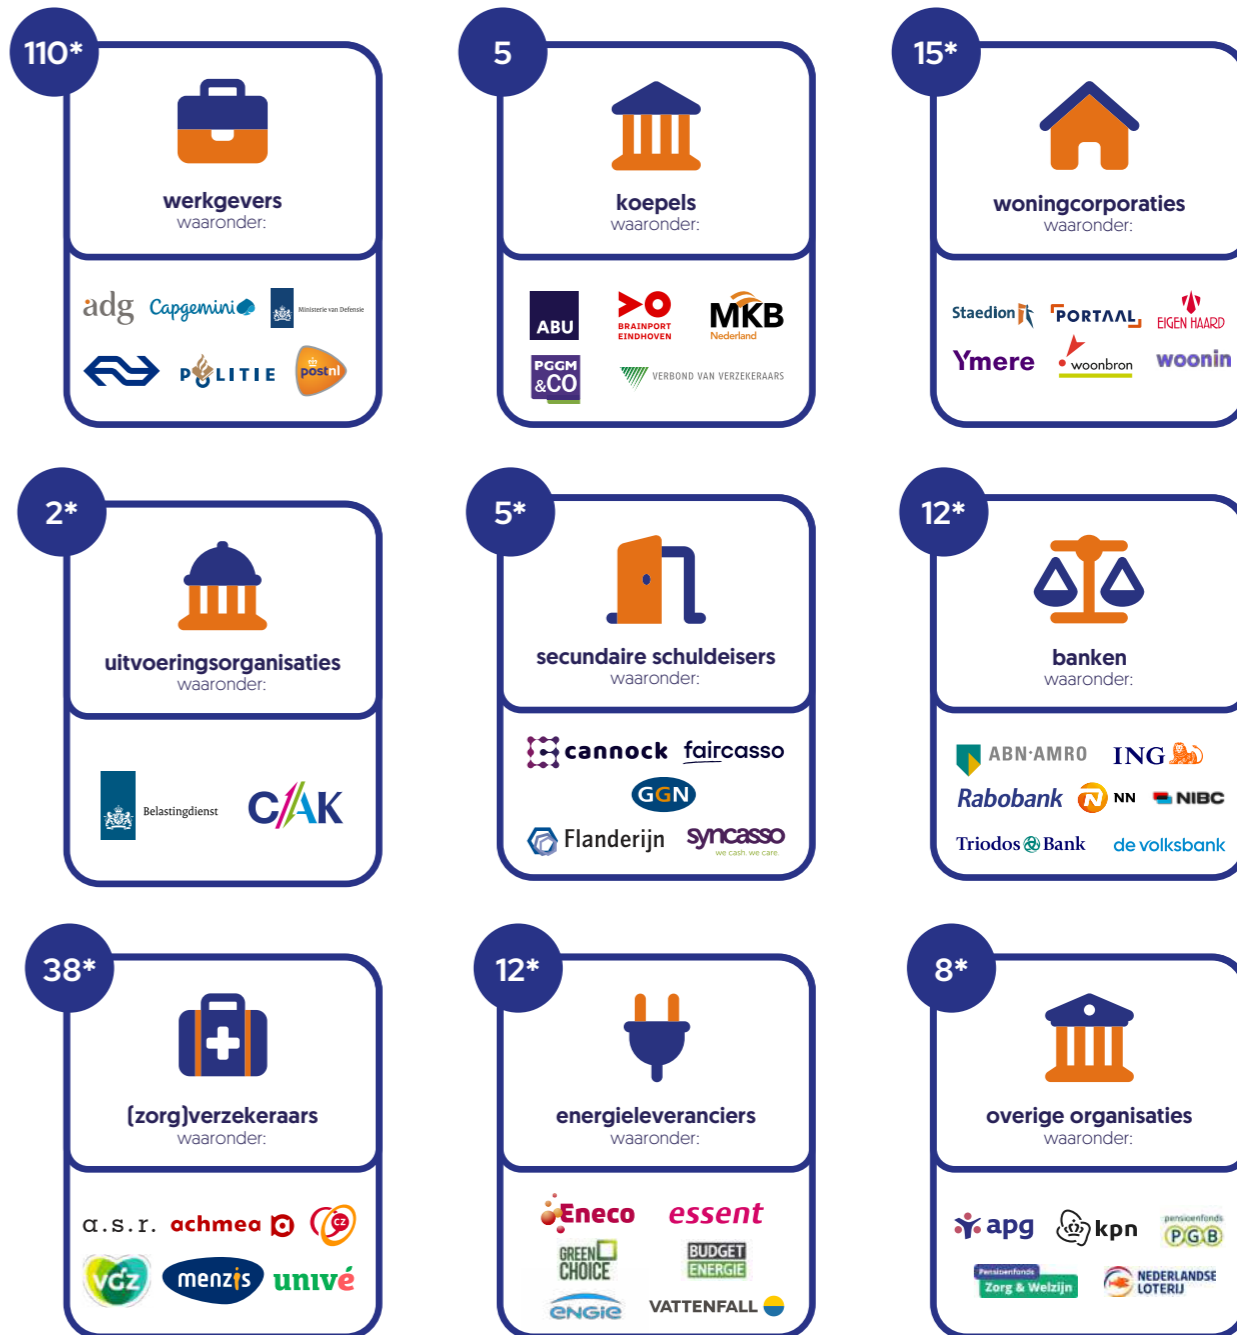 110*
werkgevers
waaronder:
adg Capgemini Ministerie van Defensie
POLITIE postnl
5
koepels
waaronder:
ABU BRAINPORT EINDHOVEN MKB Nederland
PGGM &CO VERBOND VAN VERZEKERAARS
15*
woningcorporaties
waaronder:
Staedion PORTAAL EIGEN HAARD
Ymere woonbron woonin
2*
uitvoeringsorganisaties
waaronder:
Belastingdienst CAK
5*
secundaire schuldeisers
waaronder:
cannock faircasso
GGN
Flanderijn syncasso
we cash. we care.
12*
banken
waaronder:
ABN·AMRO ING
Rabobank NN NIBC
Triodos Bank de volksbank
38*
(zorg)verzekeraars
waaronder:
a.s.r. achmea CZ
VGZ menzis univé
12*
energieleveranciers
waaronder:
Eneco essent
GREEN CHOICE BUDGET ENERGIE
ENGIE VATTENFALL
8*
overige organisaties
waaronder:
apg kpn pensioenfonds PGB
Pensioenfonds Zorg & Welzijn NEDERLANDSE LOTERIJ